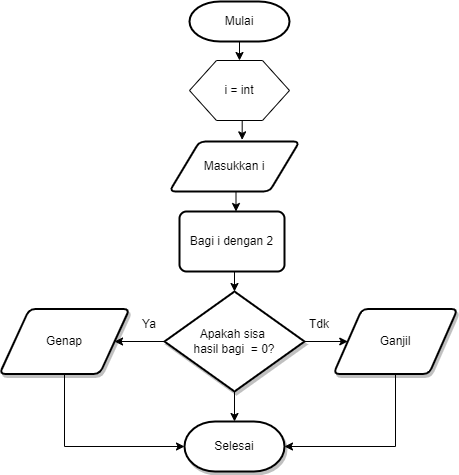 Mulai
i = int
Masukkan i
Bagi i dengan 2
Ya
Apakah sisa
hasil bagi  = 0?
Tdk
Genap
Ganjil
Selesai